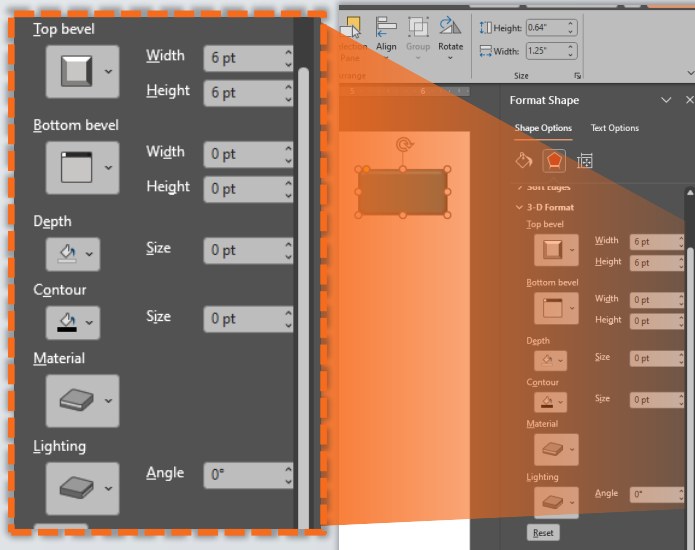 Top bevel
Width 6 pt
Height 6 pt
Bottom bevel
Width 0 pt
Height 0 pt
Depth
Size 0 pt
Contour
Size 0 pt
Material
Lighting
Angle 0°
Selection Pane
Align
Group
Rotate
Arrange
Height: 0.64"
Width: 1.25"
Size
5 6
Format Shape
Shape Options Text Options
Soft Edges
3-D Format
Top bevel
Width 6 pt
Height 6 pt
Bottom bevel
Width 0 pt
Height 0 pt
Depth
Size 0 pt
Contour
Size 0 pt
Material
Lighting
Angle 0°
Reset